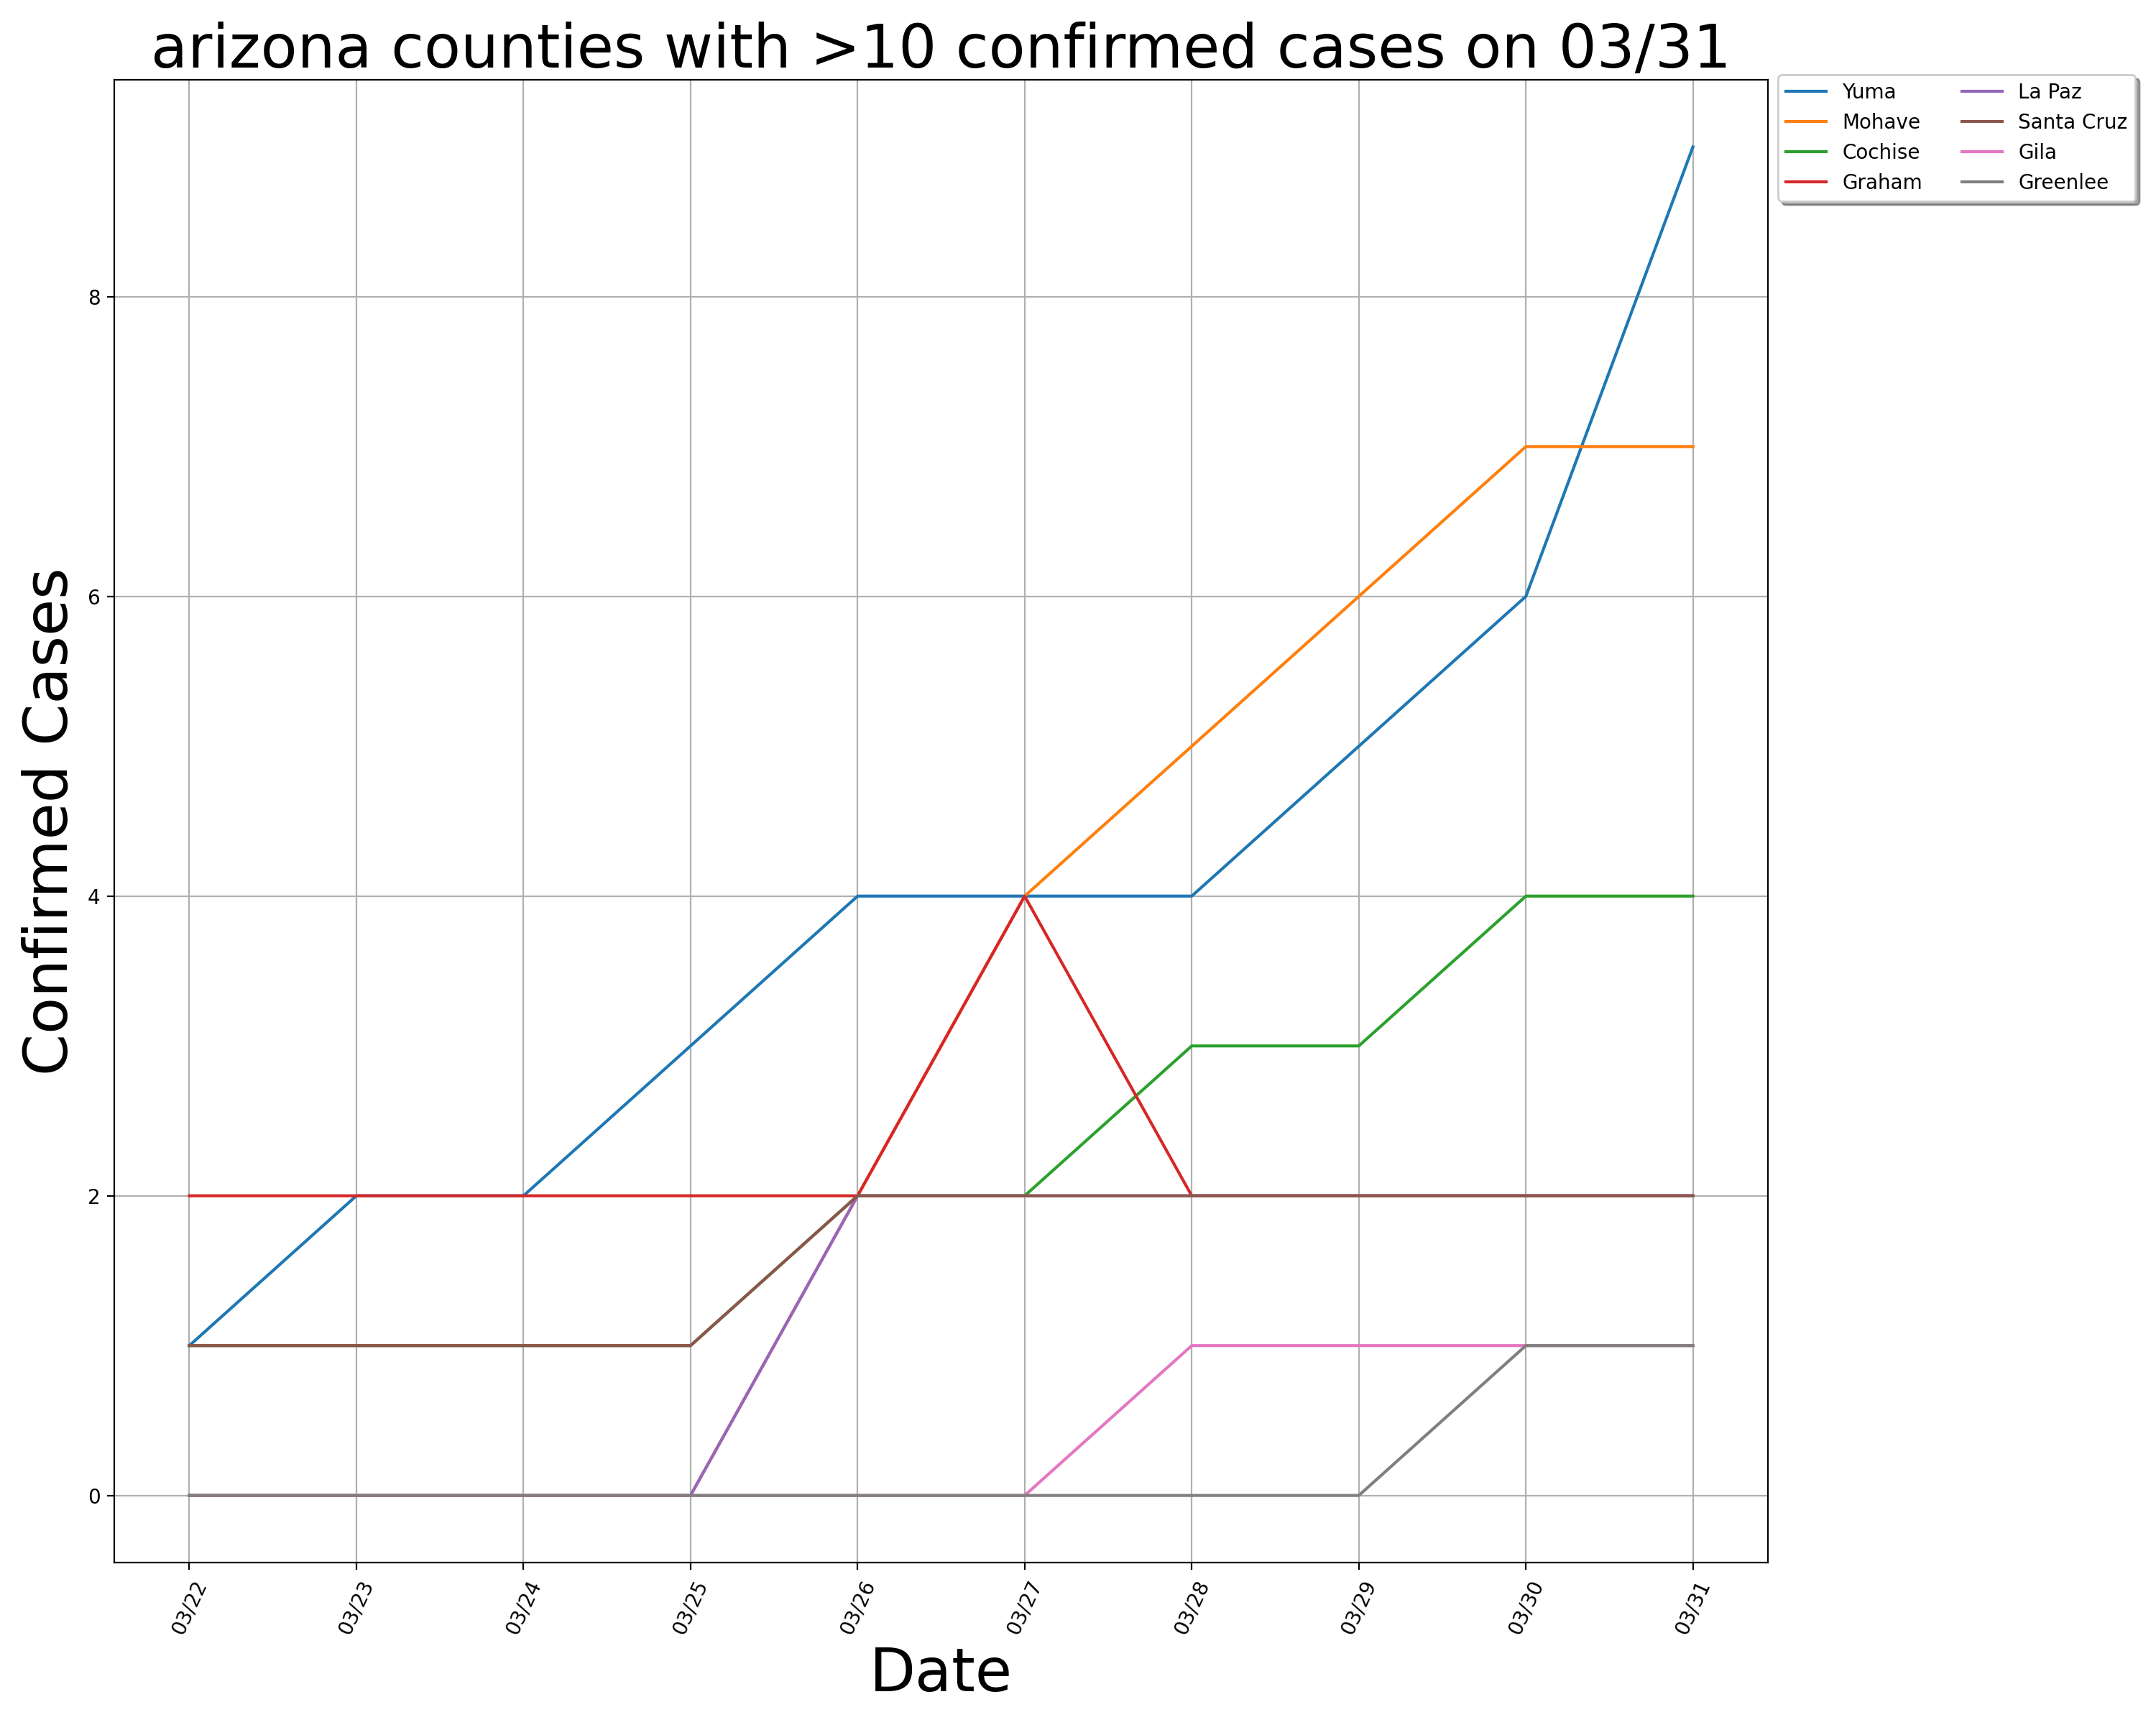 arizona counties with >10 confirmed cases on 03/31
Yuma
Mohave
Cochise
Graham
La Paz
Santa Cruz
Gila
Greenlee
Confirmed Cases
8
6
4
2
0
03/22
03/23
03/24
03/25
03/26
03/27
03/28
03/29
03/30
03/31
Date